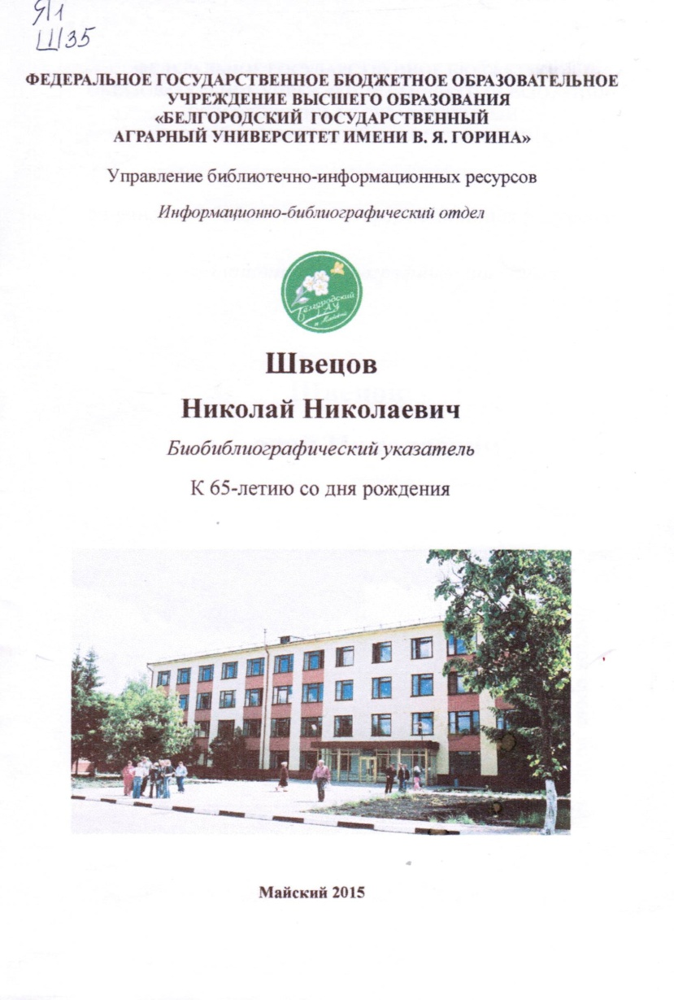 Я1
Ш35
ФЕДЕРАЛЬНОЕ ГОСУДАРСТВЕННОЕ БЮДЖЕТНОЕ ОБРАЗОВАТЕЛЬНОЕ
УЧРЕЖДЕНИЕ ВЫСШЕГО ОБРАЗОВАНИЯ
«БЕЛГОРОДСКИЙ ГОСУДАРСТВЕННЫЙ
АГРАРНЫЙ УНИВЕРСИТЕТ ИМЕНИ В. Я. ГОРИНА»
Управление библиотечно-информационных ресурсов
Информационно-библиографический отдел
Белгородский
ГАУ
Швецов
Николай Николаевич
Биобиблиографический указатель
К 65-летию со дня рождения
Майский 2015